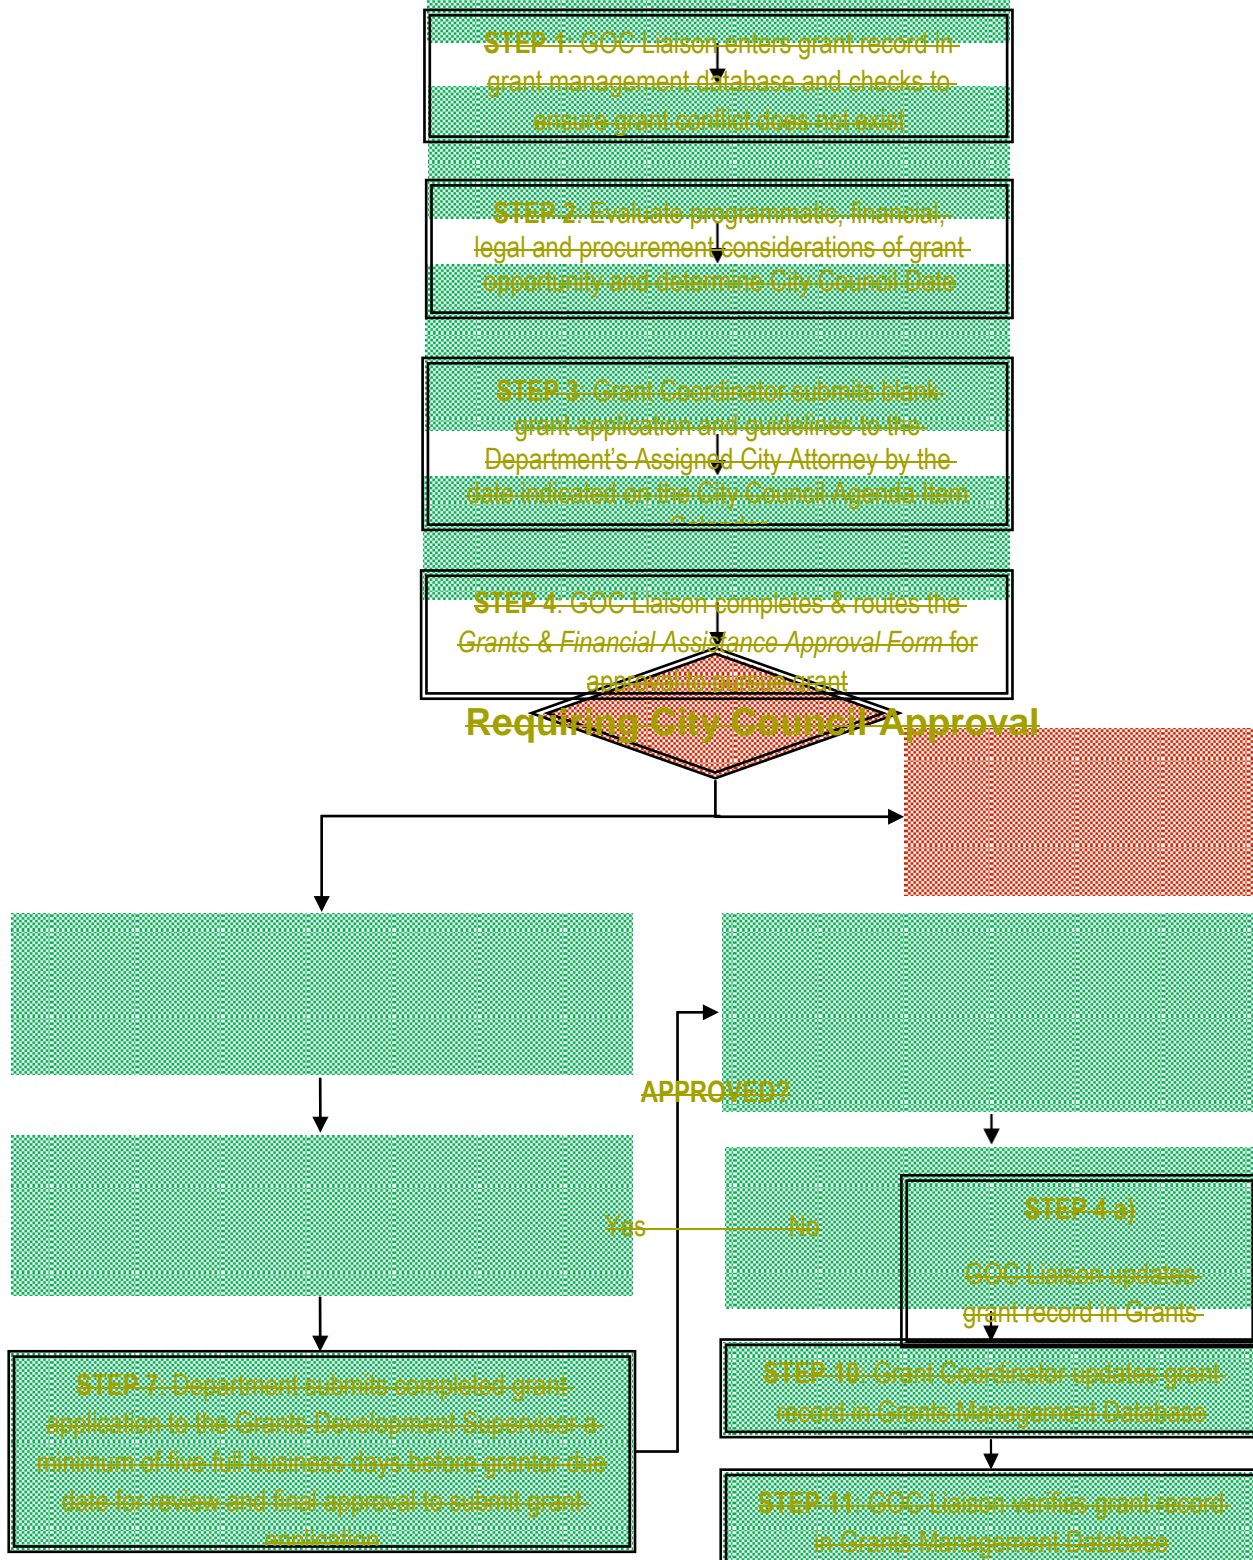 STEP 1: GOC Liaison enters grant record in
grant management database and checks to
ensure grant conflict does not exist
STEP 2: Evaluate programmatic, financial,
legal and procurement considerations of grant
opportunity and determine City Council Date
STEP 3: Grant Coordinator submits blank
grant application and guidelines to the
Department's Assigned City Attorney by the
date indicated on the City Council Agenda Item
Calendar
STEP 4: GOC Liaison completes & routes the
Grants & Financial Assistance Approval Form for
approval to pursue grant
Requiring City Council Approval
APPROVED?
Yes No
STEP 4 a)
GOC Liaison updates
grant record in Grants
STEP 7: Department submits completed grant
application to the Grants Development Supervisor a
minimum of five full business days before grantor due
date for review and final approval to submit grant
application
STEP 10: Grant Coordinator updates grant
record in Grants Management Database
STEP 11: GOC Liaison verifies grant record
in Grants Management Database